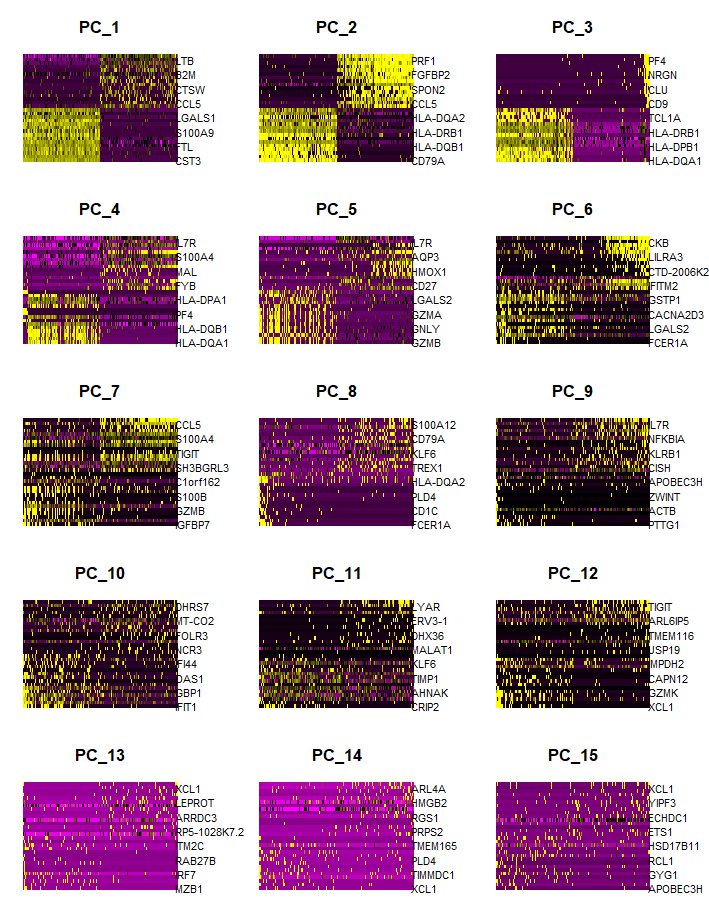 PC_1
LTB
B2M
CTSW
CCL5
LGALS1
S100A9
FTL
CST3
PC_2
PRF1
FGFBP2
SPON2
CCL5
HLA-DQA2
HLA-DRB1
HLA-DQB1
CD79A
PC_3
PF4
NRGN
CLU
CD9
TCL1A
HLA-DRB1
HLA-DPB1
HLA-DQA1
PC_4
IL7R
S100A4
MAL
FYB
HLA-DPA1
PF4
HLA-DQB1
HLA-DQA1
PC_5
IL7R
AQP3
HMOX1
CD27
LGALS2
GZMA
GNLY
GZMB
PC_6
CKB
LILRA3
CTD-2006K2
IFITM2
GSTP1
CACNA2D3
LGALS2
FCER1A
PC_7
CCL5
S100A4
TIGIT
SH3BGRL3
C1orf162
S100B
GZMB
IGFBP7
PC_8
S100A12
CD79A
KLF6
TREX1
HLA-DQA2
PLD4
CD1C
FCER1A
PC_9
IL7R
NFKBIA
KLRB1
CISH
APOBEC3H
ZWINT
ACTB
PTTG1
PC_10
DHRS7
MT-CO2
FOLR3
NCR3
IFI44
OAS1
GBP1
IFIT1
PC_11
LYAR
ERV3-1
DHX36
MALAT1
KLF6
TIMP1
AHNAK
CRIP2
PC_12
TIGIT
ARL6IP5
TMEM116
USP19
IMPDH2
CAPN12
GZMK
XCL1
PC_13
XCL1
LEPROT
ARRDC3
RP5-1028K7.2
ITM2C
RAB27B
IRF7
MZB1
PC_14
ARL4A
HMGB2
RGS1
PRPS2
TMEM165
PLD4
TIMMDC1
XCL1
PC_15
XCL1
YIPF3
ECHDC1
ETS1
HSD17B11
RCL1
GYG1
APOBEC3H